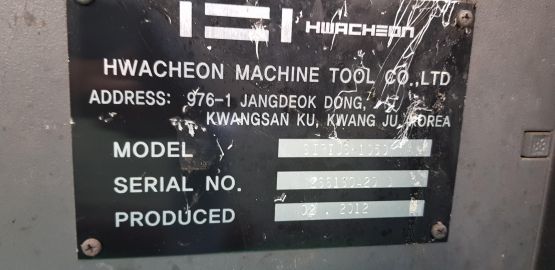 HWACHEON
HWACHEON MACHINE TOOL CO.,LTD
ADDRESS: 976-1 JANGDEOK DONG,
KWANGSAN KU, KWANG JU, KOREA
MODEL
SERIAL NO.
PRODUCED 02 . 2012